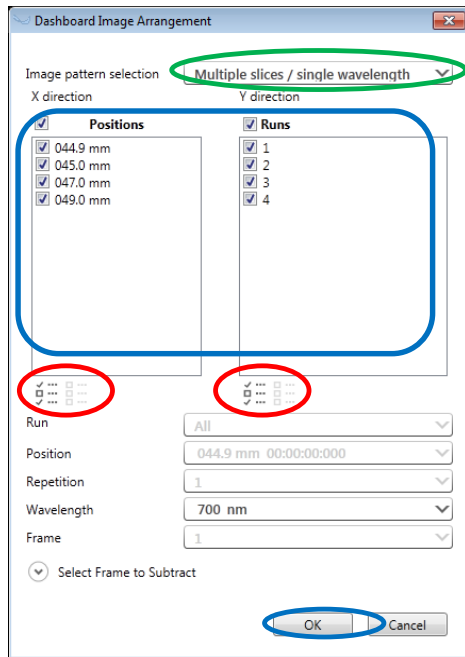 Dashboard Image Arrangement
Image pattern selection Multiple slices / single wavelength
X direction Y direction
Positions Runs
044.9 mm 1
045.0 mm 2
047.0 mm 3
049.0 mm 4
Run All
Position 044.9 mm 00:00:00:000
Repetition 1
Wavelength 700 nm
Frame 1
Select Frame to Subtract
OK Cancel